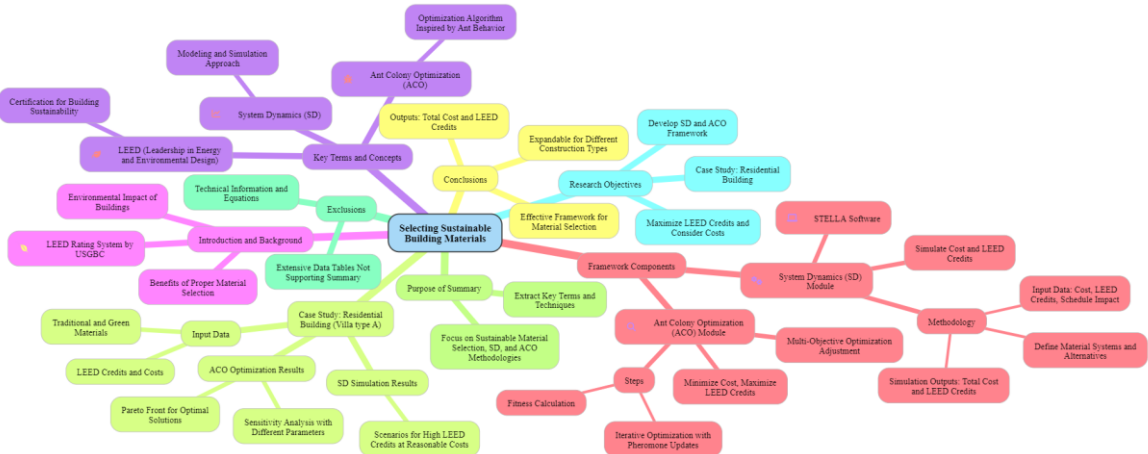 Optimization Algorithm
Inspired by Ant Behavior
Modeling and Simulation
Approach
Ant Colony Optimization
(ACO)
Certification for Building
Sustainability
System Dynamics (SD)
LEED (Leadership in Energy
and Environmental Design)
Key Terms and Concepts
Outputs: Total Cost and LEED
Credits
Expandable for Different
Construction Types
Conclusions
Effective Framework for
Material Selection
Develop SD and ACO
Framework
Research Objectives
Case Study: Residential
Building
Maximize LEED Credits and
Consider Costs
Technical Information and
Equations
Exclusions
Extensive Data Tables Not
Supporting Summary
Environmental Impact of
Buildings
LEED Rating System by
USGBC
Introduction and Background
Benefits of Proper Material
Selection
Selecting Sustainable
Building Materials
Purpose of Summary
Extract Key Terms and
Techniques
Focus on Sustainable Material
Selection, SD, and ACO
Methodologies
Case Study: Residential
Building (Villa type A)
Traditional and Green
Materials
Input Data
LEED Credits and Costs
ACO Optimization Results
Pareto Front for Optimal
Solutions
Sensitivity Analysis with
Different Parameters
SD Simulation Results
Scenarios for High LEED
Credits at Reasonable Costs
Framework Components
STELLA Software
System Dynamics (SD)
Module
Simulate Cost and LEED
Credits
Methodology
Input Data: Cost, LEED
Credits, Schedule Impact
Define Material Systems and
Alternatives
Simulation Outputs: Total Cost
and LEED Credits
Ant Colony Optimization
(ACO) Module
Multi-Objective Optimization
Adjustment
Minimize Cost, Maximize
LEED Credits
Steps
Fitness Calculation
Iterative Optimization with
Pheromone Updates